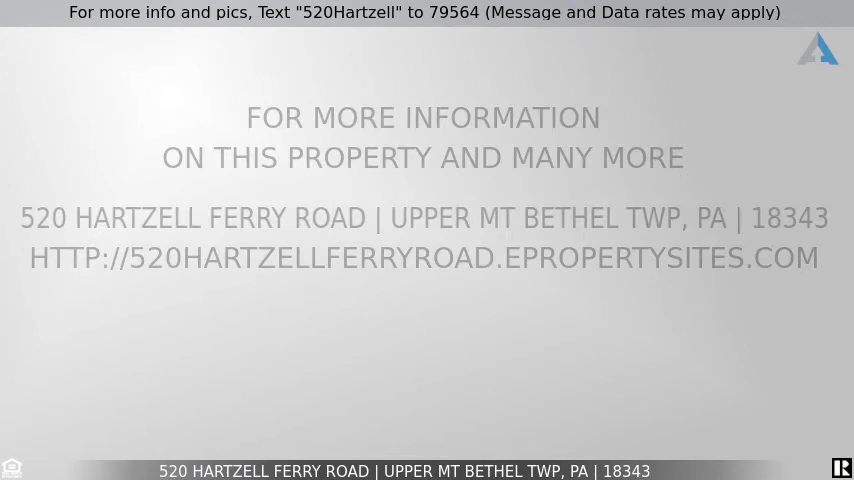 For more info and pics, Text "520Hartzell" to 79564 (Message and Data rates may apply)
FOR MORE INFORMATION
ON THIS PROPERTY AND MANY MORE
520 HARTZELL FERRY ROAD | UPPER MT BETHEL TWP, PA | 18343
HTTP://520HARTZELLFERRYROAD.EPROPERTYSITES.COM
520 HARTZELL FERRY ROAD | UPPER MT BETHEL TWP, PA | 18343